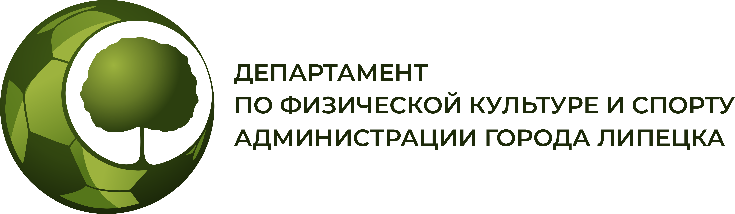 ДЕПАРТАМЕНТ
ПО ФИЗИЧЕСКОЙ КУЛЬТУРЕ И СПОРТУ
АДМИНИСТРАЦИИ ГОРОДА ЛИПЕЦКА